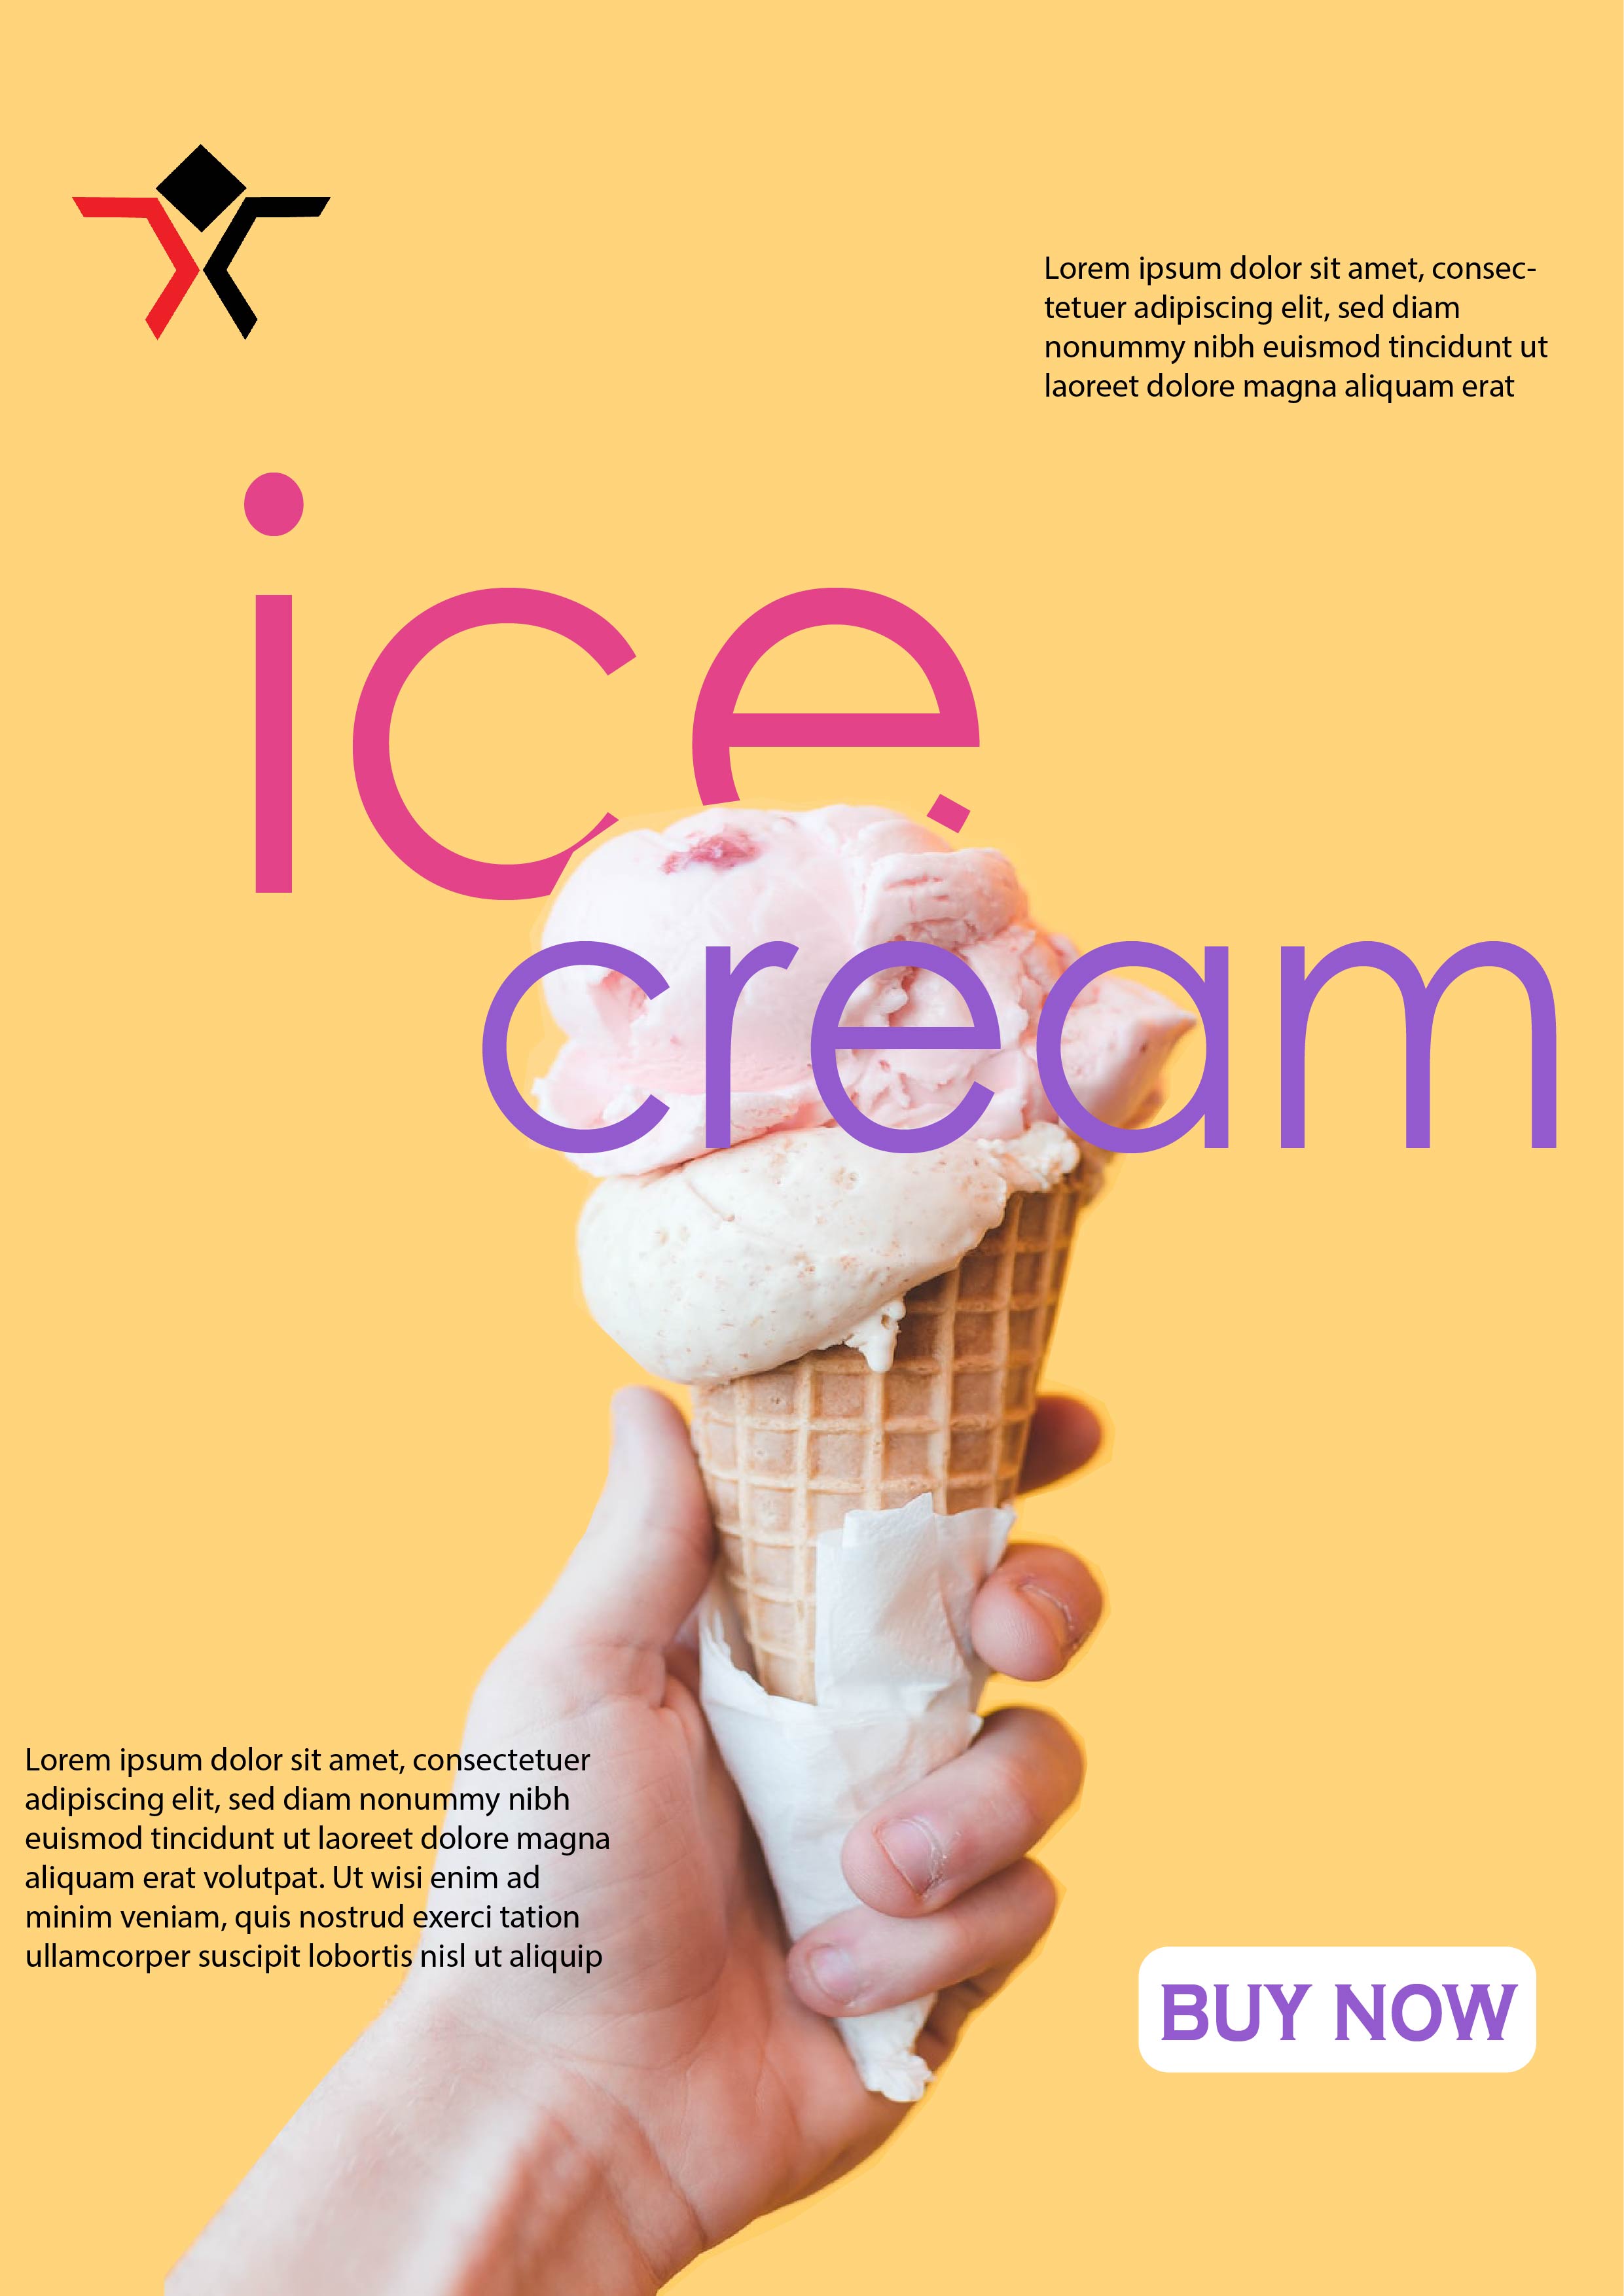 Lorem ipsum dolor sit amet, consec-
tetuer adipiscing elit, sed diam
nonummy nibh euismod tincidunt ut
laoreet dolore magna aliquam erat
ice
cream
Lorem ipsum dolor sit amet, consectetuer
adipiscing elit, sed diam nonummy nibh
euismod tincidunt ut laoreet dolore magna
aliquam erat volutpat. Ut wisi enim ad
minim veniam, quis nostrud exerci tation
ullamcorper suscipit lobortis nisl ut aliquip
BUY NOW